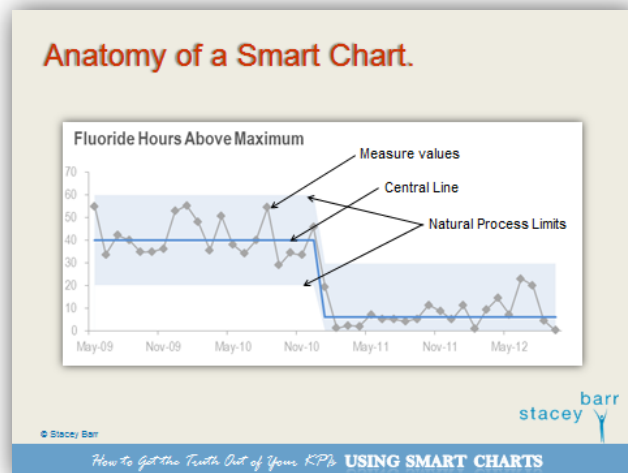 Anatomy of a Smart Chart.
Fluoride Hours Above Maximum
Measure values
Central Line
Natural Process Limits
70
60
50
40
30
20
10
0
May-09 Nov-09 May-10 Nov-10 May-11 Nov-11 May-12
stacey barr
© Stacey Barr
How to Get the Truth Out of Your KPIs USING SMART CHARTS